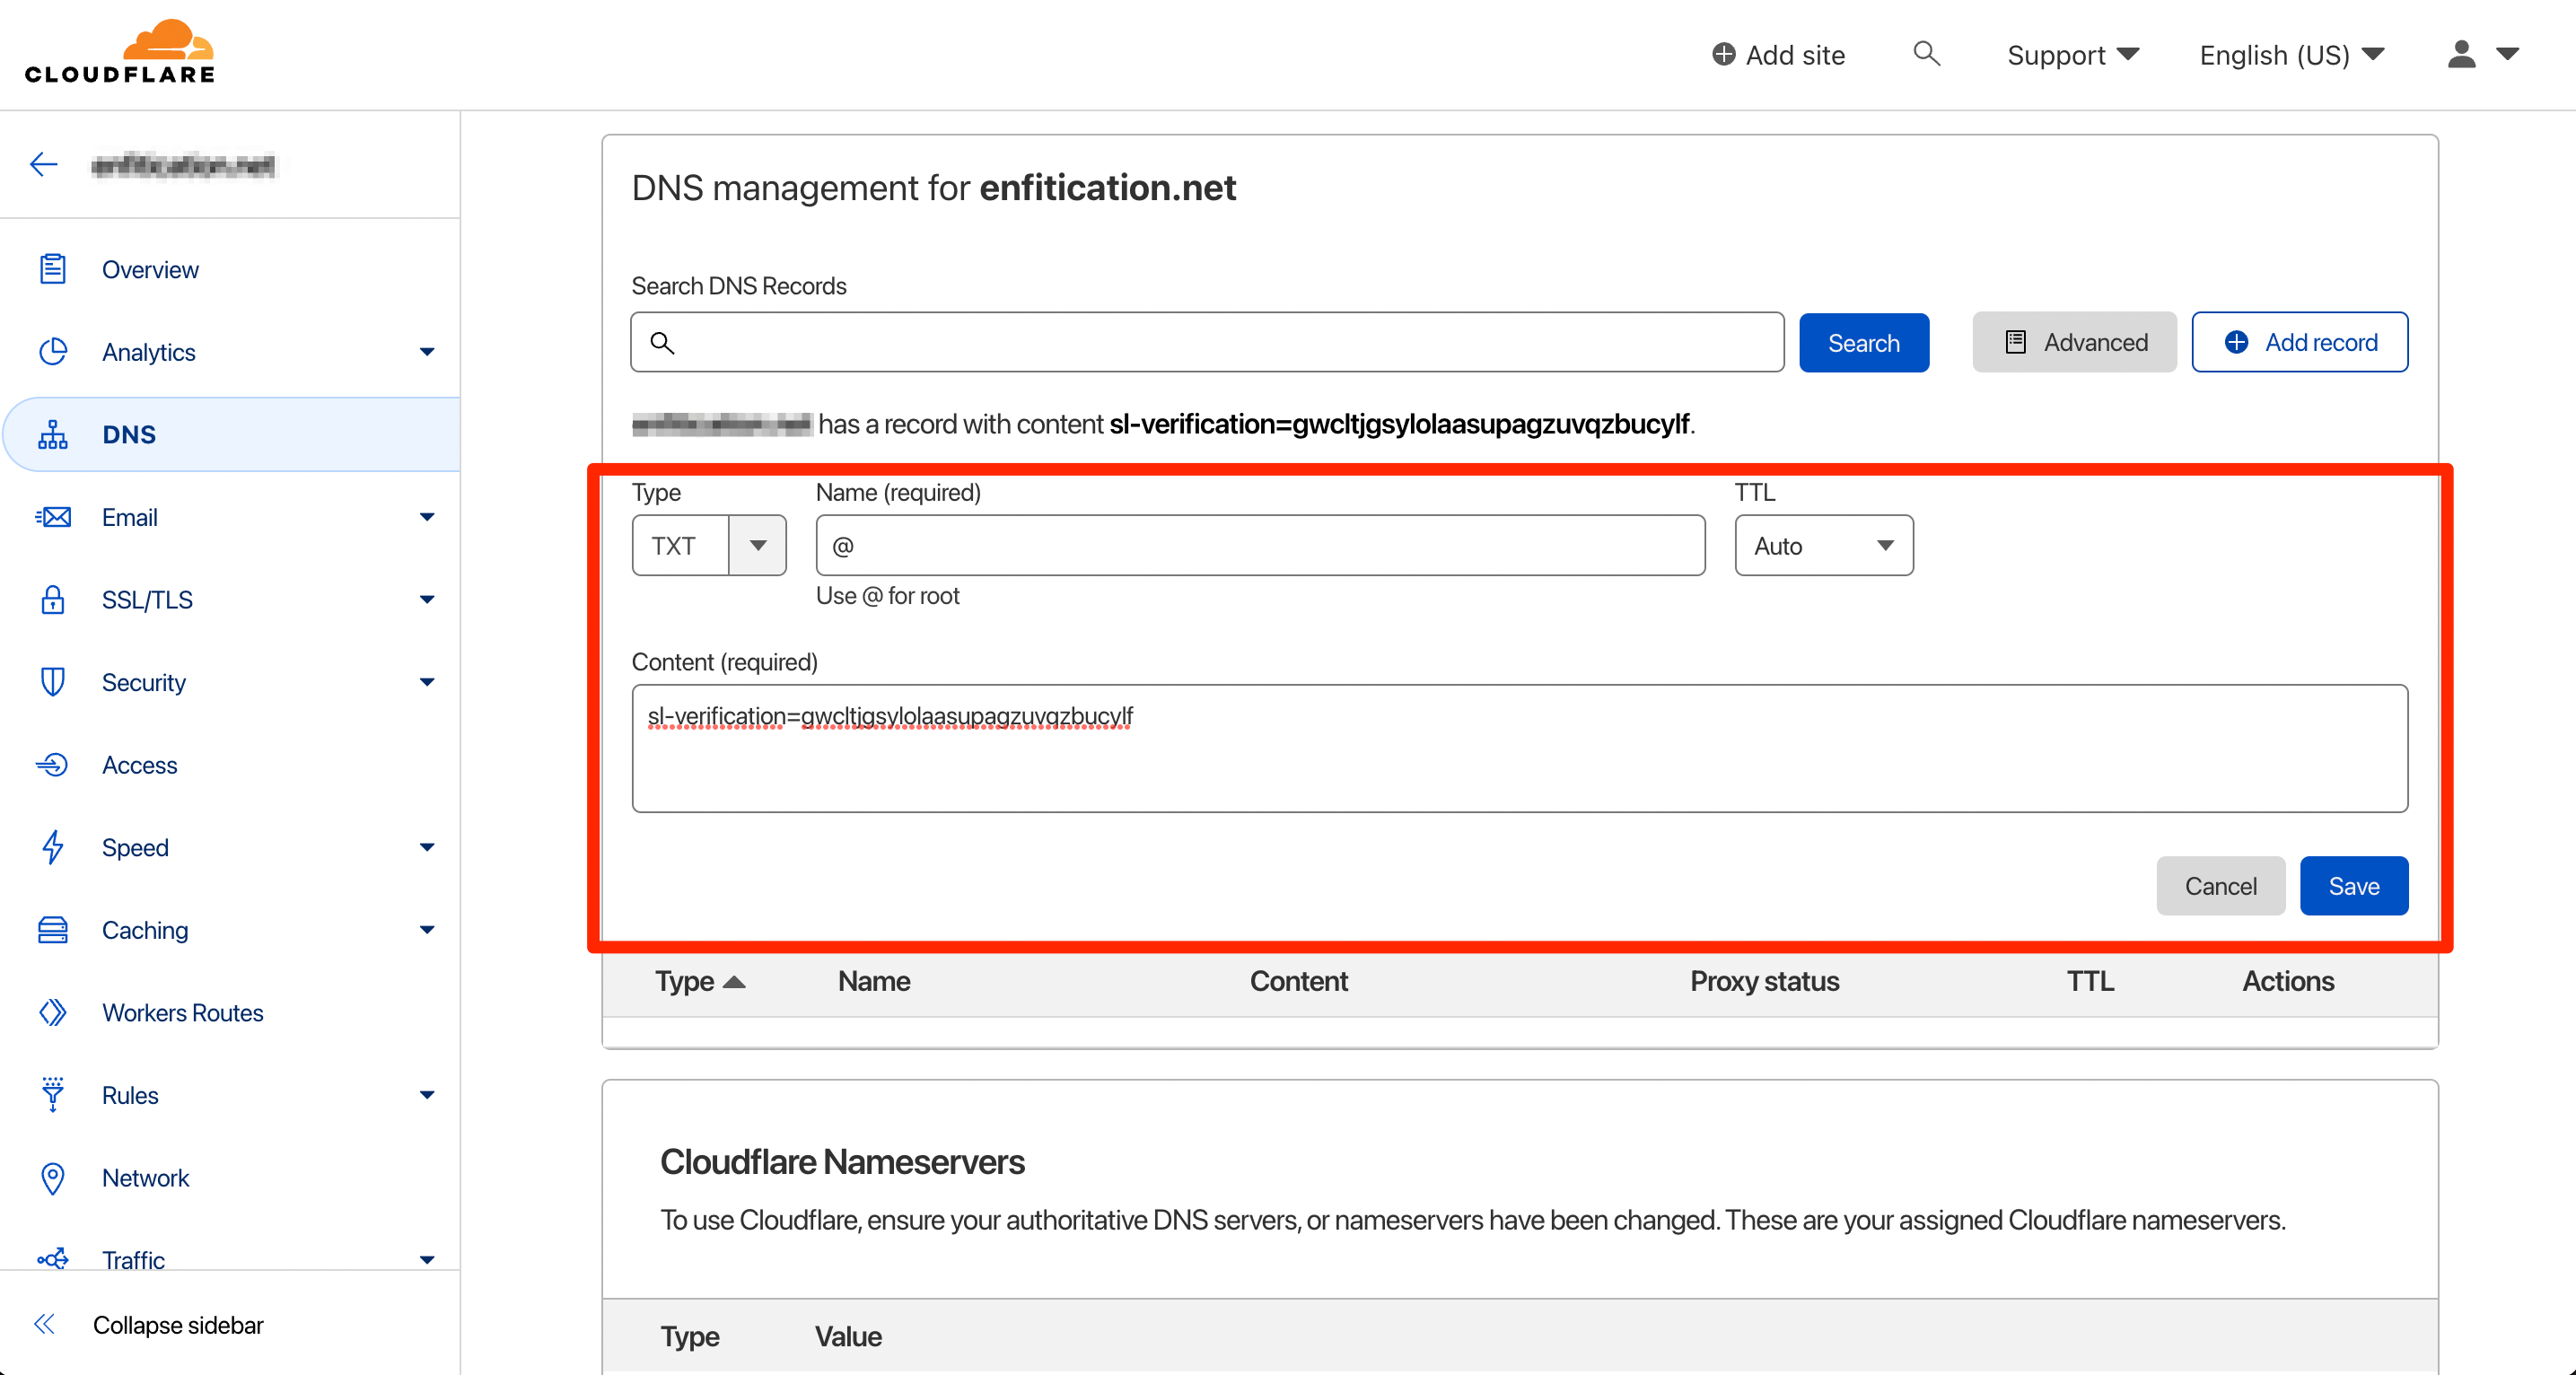 CLOUDFLARE
Add site
Support
English (US)
Overview
Analytics
DNS
Email
SSL/TLS
Security
Access
Speed
Caching
Workers Routes
Rules
Network
Traffic
Collapse sidebar
DNS management for enfitication.net
Search DNS Records
Search
Advanced
Add record
has a record with content sl-verification=gwcltjgsylolaasupagzuvqzbucylf.
Type Name (required) TTL
TXT @ Auto
Use @ for root
Content (required)
sl-verification=gwcltjgsylolaasupagzuvqzbucylf
Cancel Save
Type Name Content Proxy status TTL Actions
Cloudflare Nameservers
To use Cloudflare, ensure your authoritative DNS servers, or nameservers have been changed. These are your assigned Cloudflare nameservers.
Type Value